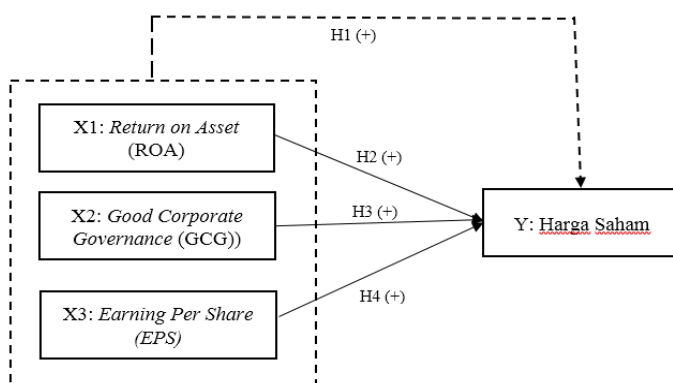 H1 (+)
X1: Return on Asset
(ROA)
H2 (+)
X2: Good Corporate
Governance (GCG))
H3 (+)
Y: Harga Saham
X3: Earning Per Share
(EPS)
H4 (+)